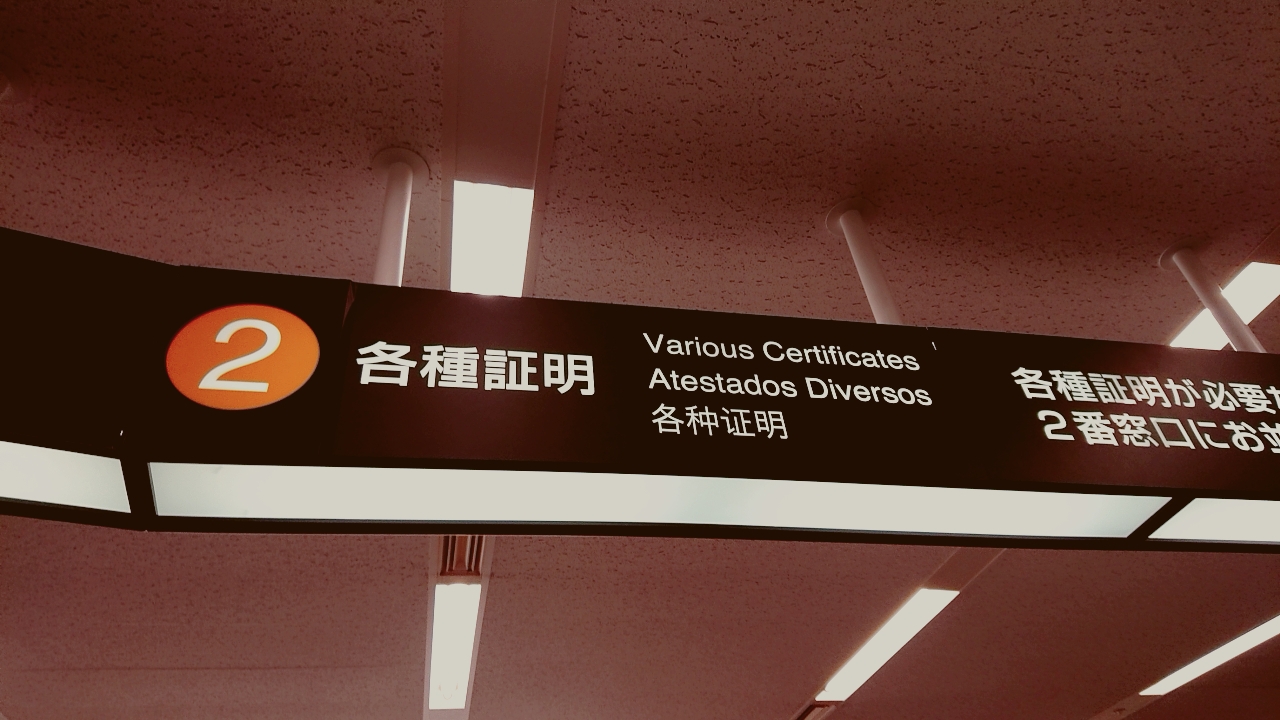 2
各種証明
Various Certificates
Atestados Diversos
各种证明
各種証明が必要
2番窓口にお